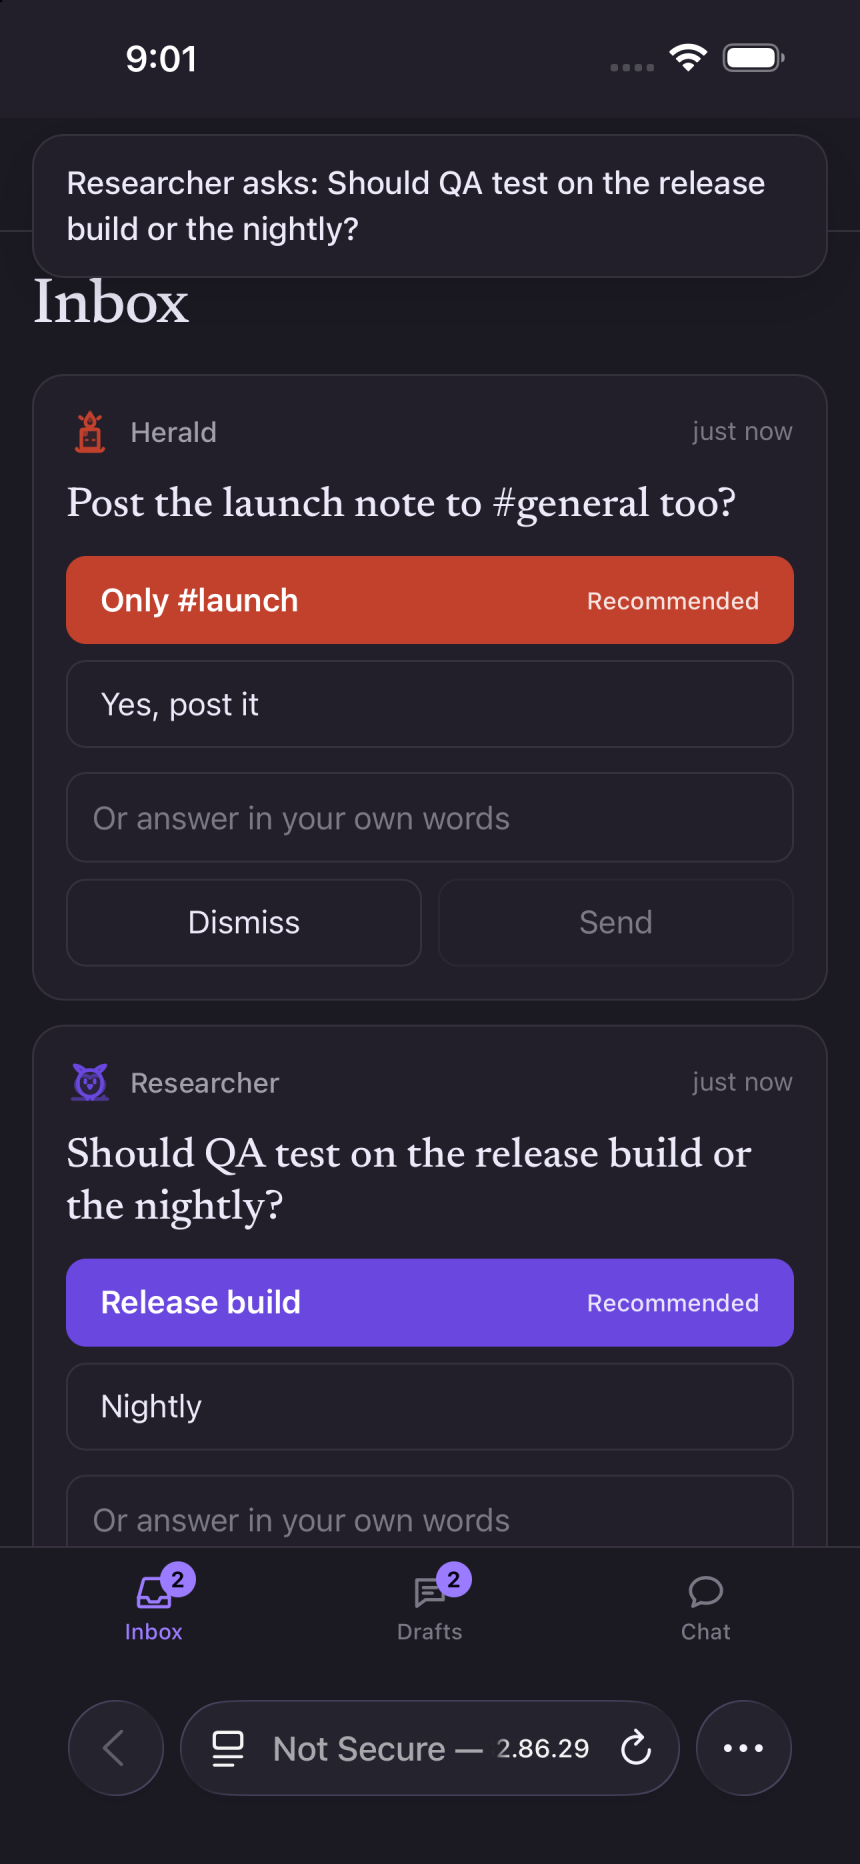 9:01
Researcher asks: Should QA test on the release
build or the nightly?
Inbox
Herald
just now
Post the launch note to #general too?
Only #launch
Recommended
Yes, post it
Or answer in your own words
Dismiss
Send
Researcher
just now
Should QA test on the release build or
the nightly?
Release build
Recommended
Nightly
Or answer in your own words
2
Inbox
2
Drafts
Chat
Not Secure — 2.86.29